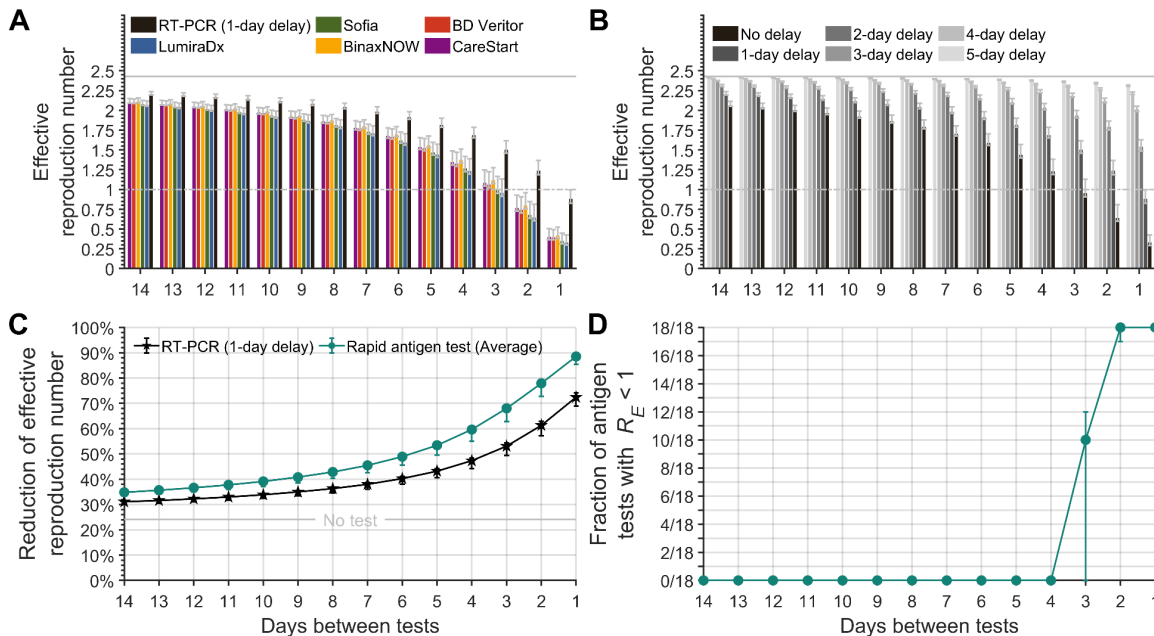 A
RT-PCR (1-day delay)
Sofia
BD Veritor
LumiraDx
BinaxNOW
CareStart
Effective
reproduction number
2.5
2.25
2
1.75
1.5
1.25
1
0.75
0.5
0.25
0
14 13 12 11 10 9 8 7 6 5 4 3 2 1
B
No delay
2-day delay
4-day delay
1-day delay
3-day delay
5-day delay
Effective
reproduction number
2.5
2.25
2
1.75
1.5
1.25
1
0.75
0.5
0.25
0
14 13 12 11 10 9 8 7 6 5 4 3 2 1
C
RT-PCR (1-day delay)
Rapid antigen test (Average)
Reduction of effective
reproduction number
100%
90%
80%
70%
60%
50%
40%
30%
20%
10%
0%
No test
14 13 12 11 10 9 8 7 6 5 4 3 2 1
Days between tests
D
Fraction of antigen
tests with R_E < 1
18/18
16/18
14/18
12/18
10/18
8/18
6/18
4/18
2/18
0/18
14 13 12 11 10 9 8 7 6 5 4 3 2 1
Days between tests